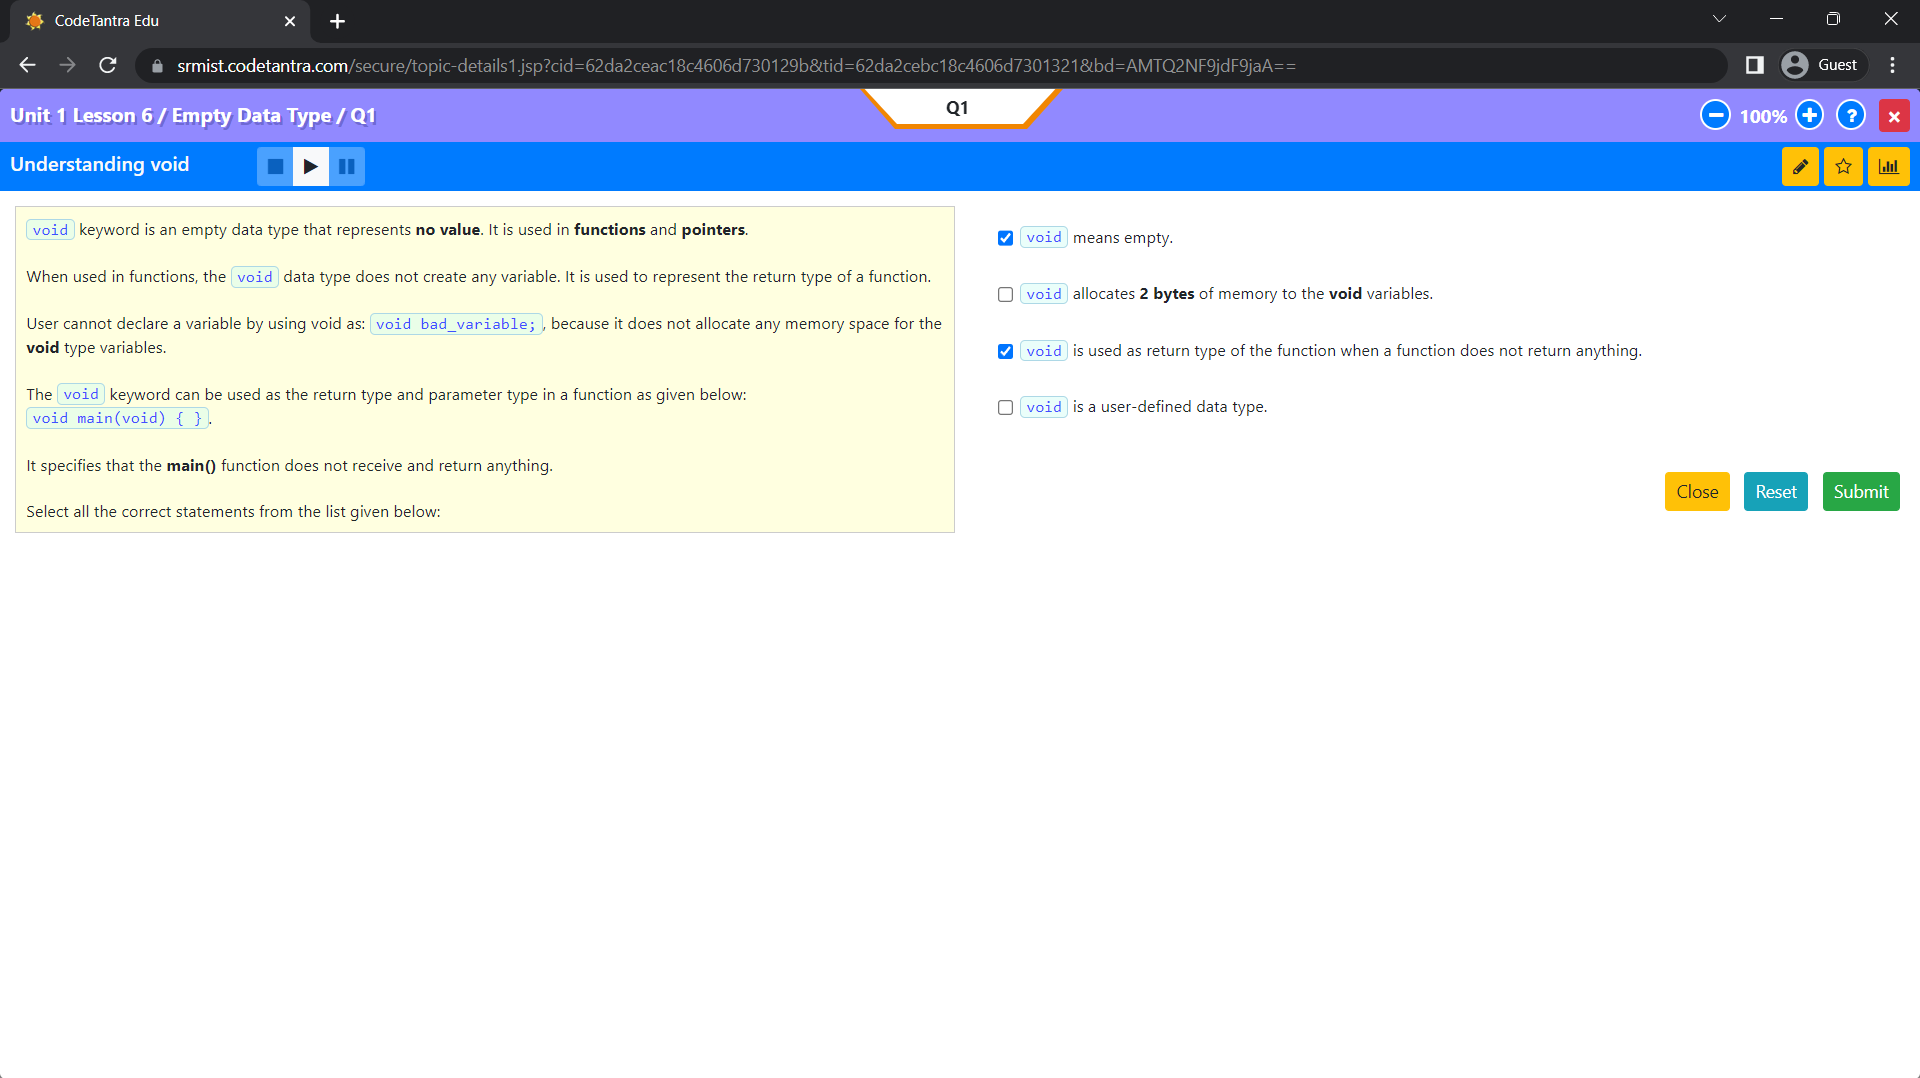 CodeTantra Edu
srmist.codetantra.com/secure/topic-details1.jsp?cid=62da2ceac18c4606d730129b&tid=62da2cebc18c4606d7301321&bd=AMTQ2NF9jdF9jaA==
Guest
Unit 1 Lesson 6 / Empty Data Type / Q1
Q1
100%
?
Understanding void
void keyword is an empty data type that represents no value. It is used in functions and pointers.
When used in functions, the void data type does not create any variable. It is used to represent the return type of a function.
User cannot declare a variable by using void as: void bad_variable;, because it does not allocate any memory space for the
void type variables.
The void keyword can be used as the return type and parameter type in a function as given below:
void main(void) { }.
It specifies that the main() function does not receive and return anything.
Select all the correct statements from the list given below:
void means empty.
void allocates 2 bytes of memory to the void variables.
void is used as return type of the function when a function does not return anything.
void is a user-defined data type.
Close
Reset
Submit